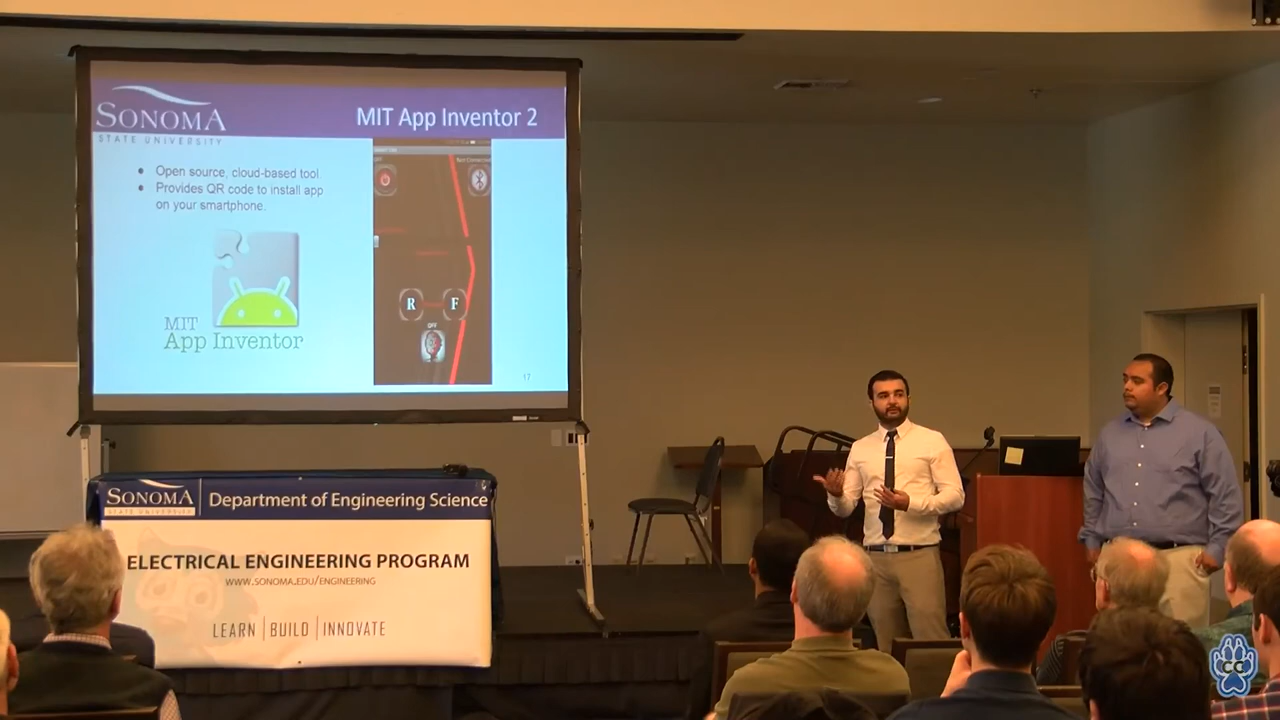 SONOMA
STATE UNIVERSITY
MIT App Inventor 2
• Open source, cloud-based tool.
• Provides QR code to install app
on your smartphone.
MIT
App Inventor
Not Connected
R
F
OFF
17
SONOMA
STATE UNIVERSITY
Department of Engineering Science
ELECTRICAL ENGINEERING PROGRAM
WWW.SONOMA.EDU/ENGINEERING
LEARN | BUILD | INNOVATE
CC